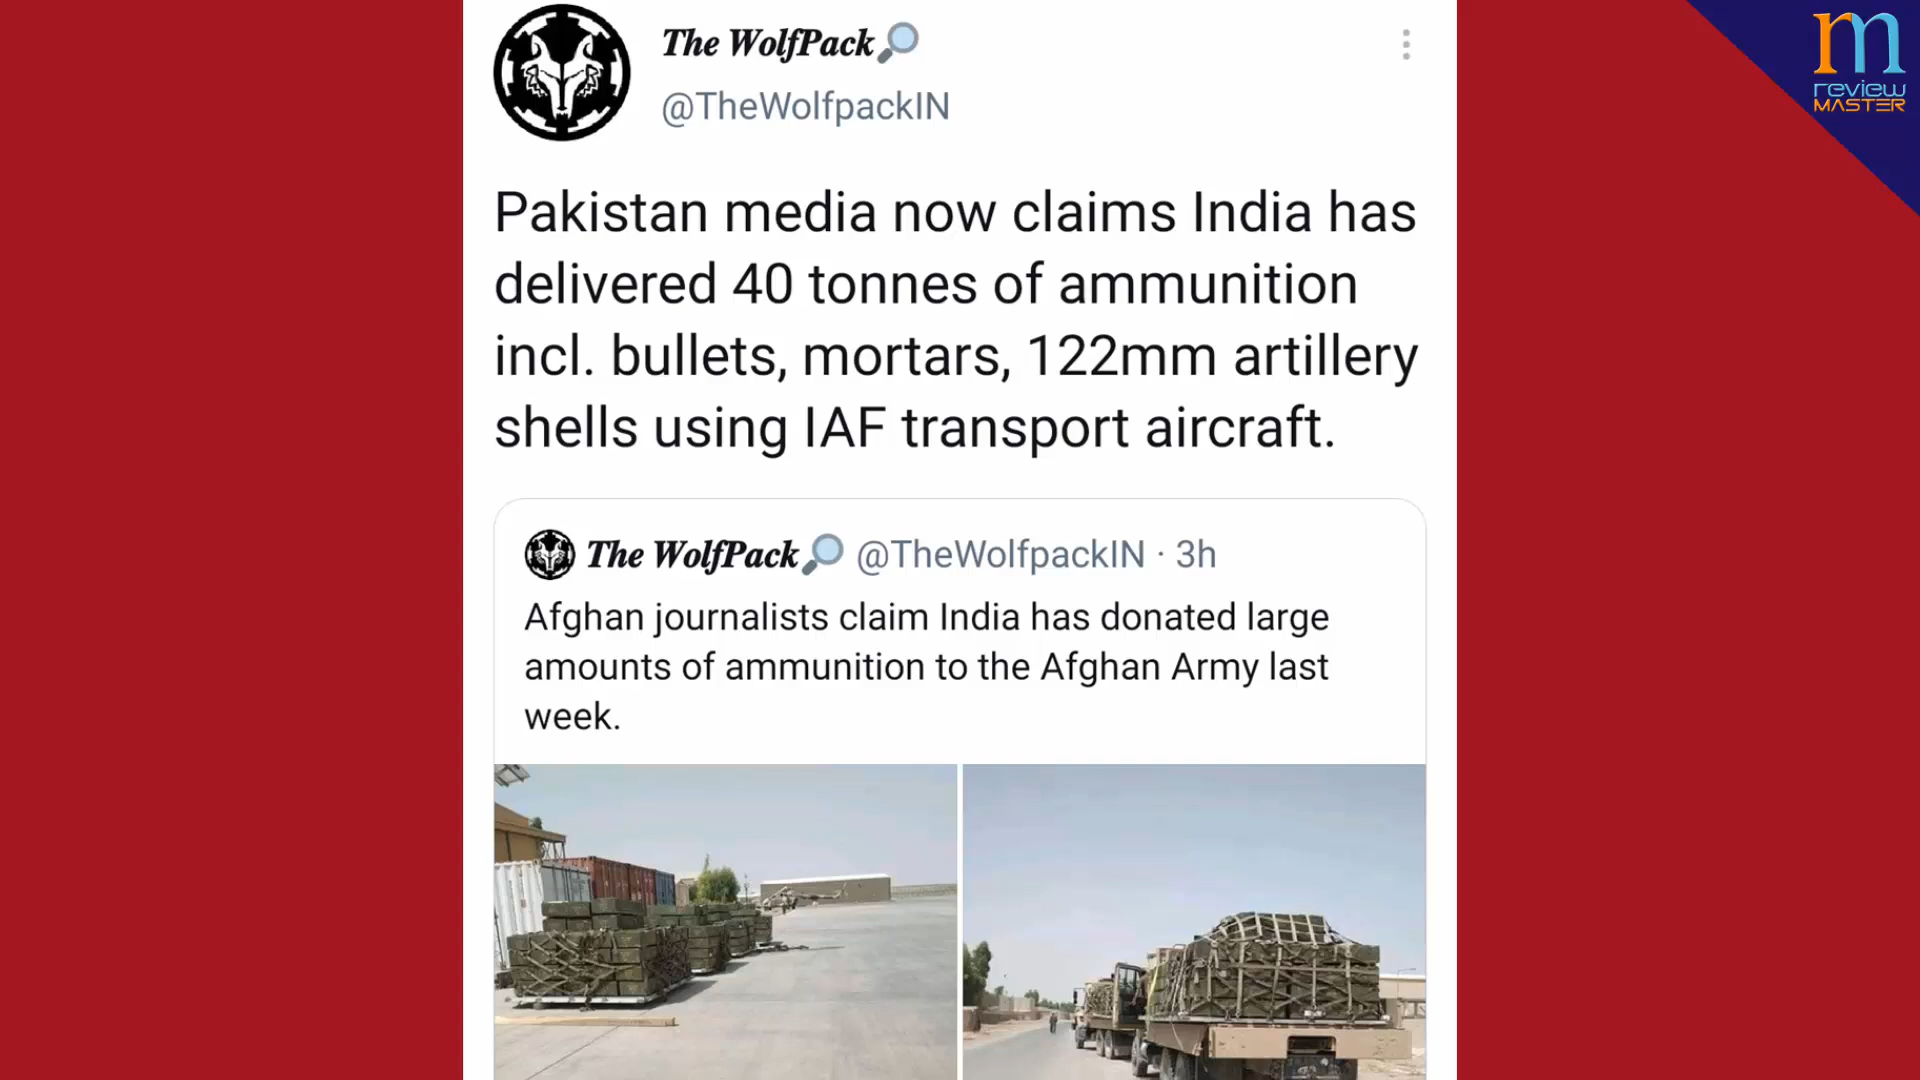 The WolfPack
@TheWolfpackIN
Pakistan media now claims India has
delivered 40 tonnes of ammunition
incl. bullets, mortars, 122mm artillery
shells using IAF transport aircraft.
The WolfPack @TheWolfpackIN · 3h
Afghan journalists claim India has donated large
amounts of ammunition to the Afghan Army last
week.
rm
review
MASTER